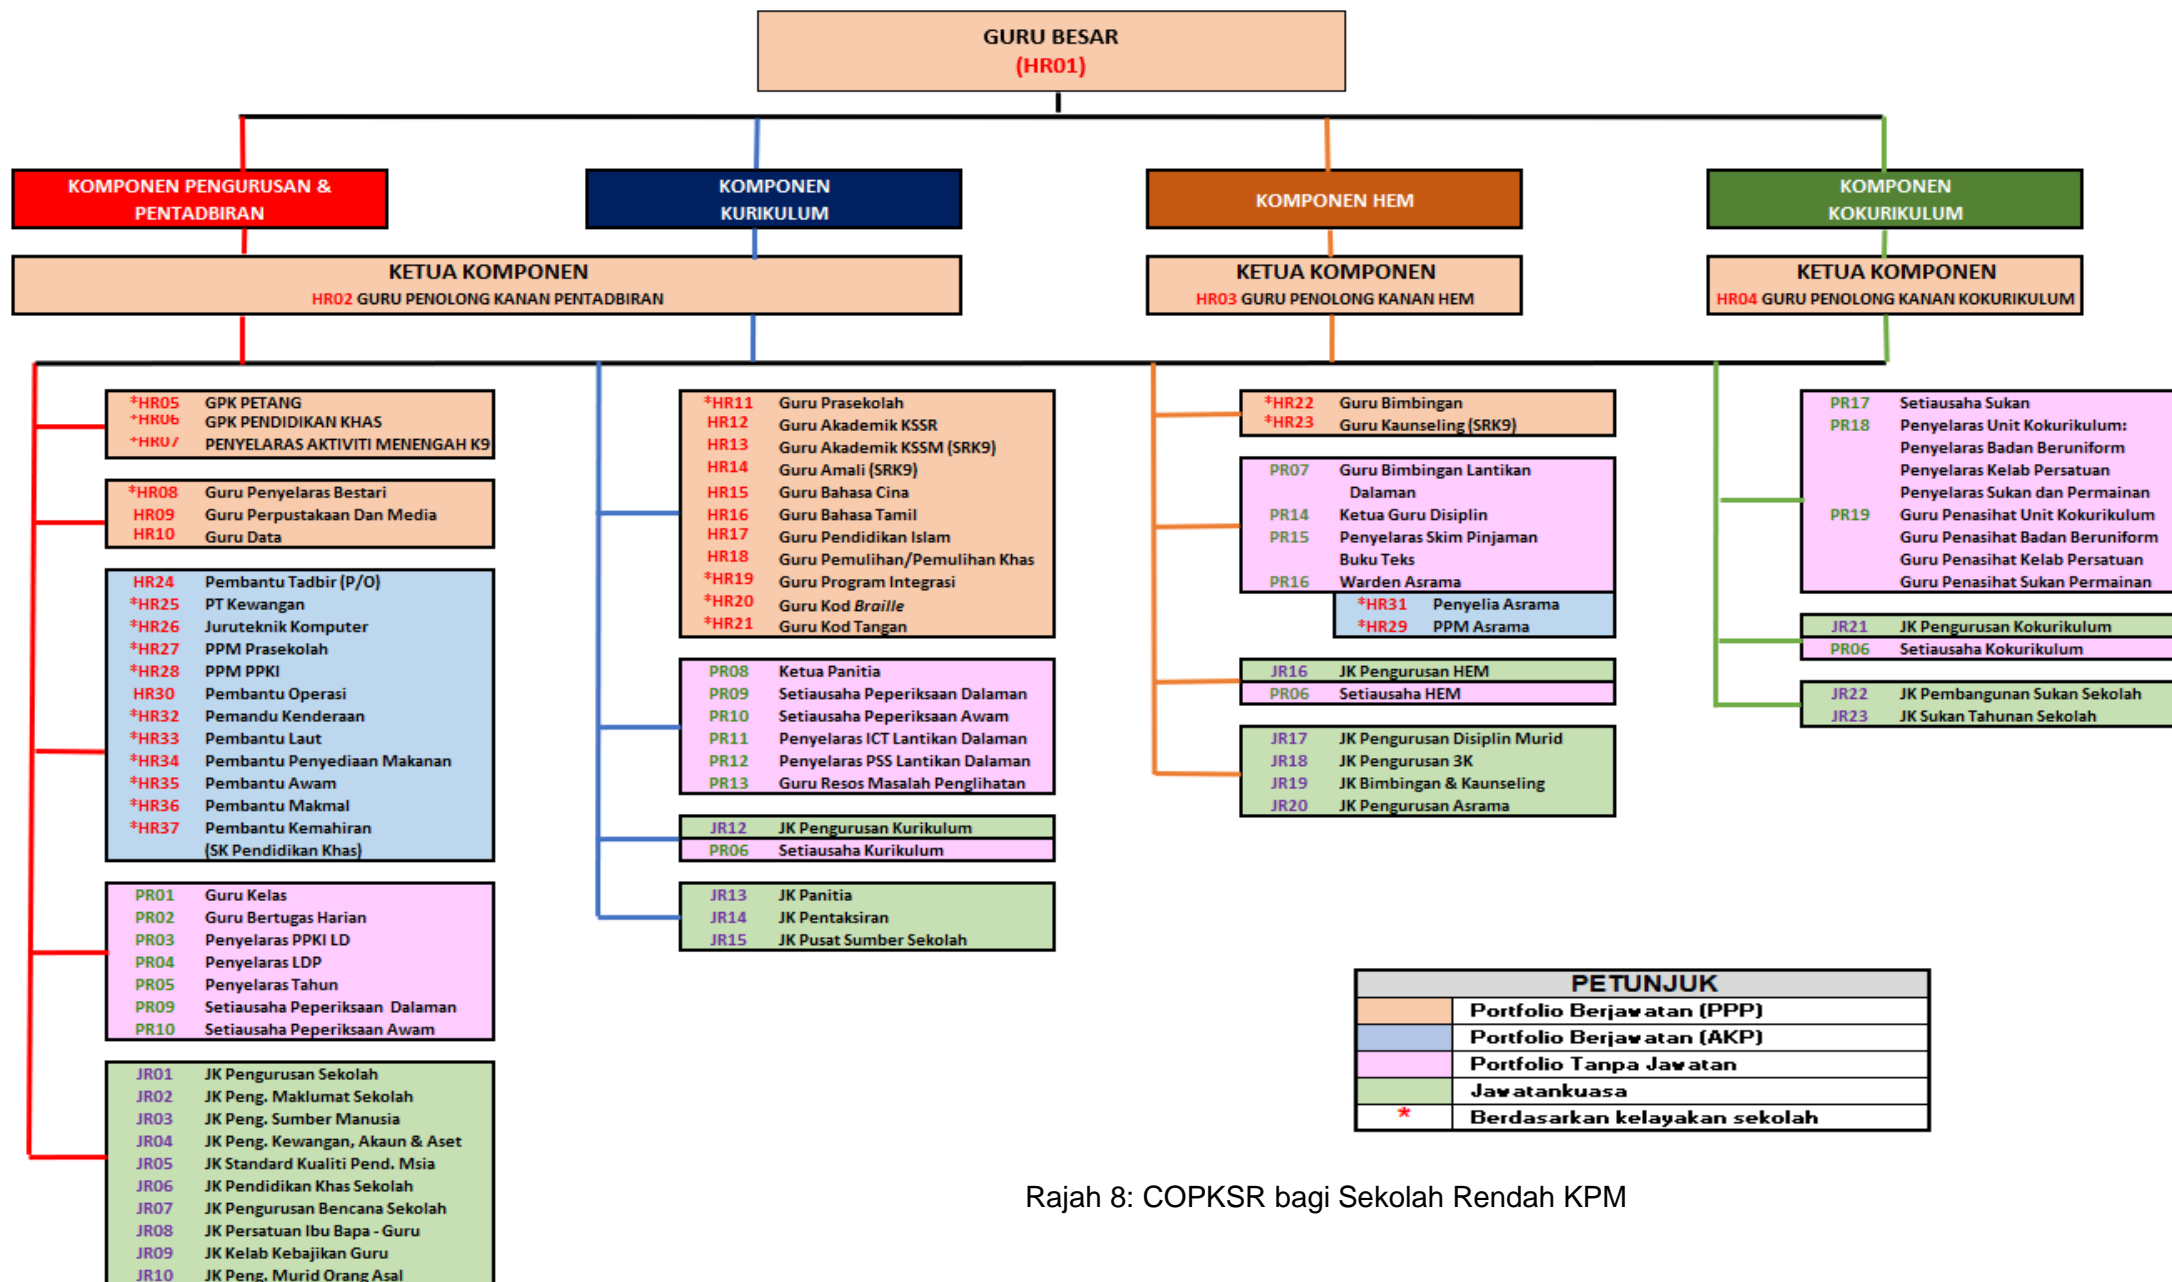 GURU BESAR
(HR01)
KOMPONEN PENGURUSAN &
PENTADBIRAN
KOMPONEN
KURIKULUM
KOMPONEN HEM
KOMPONEN
KOKURIKULUM
KETUA KOMPONEN
HR02 GURU PENOLONG KANAN PENTADBIRAN
KETUA KOMPONEN
HR03 GURU PENOLONG KANAN HEM
KETUA KOMPONEN
HR04 GURU PENOLONG KANAN KOKURIKULUM
*HR05 GPK PETANG
*HR06 GPK PENDIDIKAN KHAS
*HR07 PENYELARAS AKTIVITI MENENGAH K9
*HR08 Guru Penyelaras Bestari
HR09 Guru Perpustakaan Dan Media
HR10 Guru Data
HR24 Pembantu Tadbir (P/O)
*HR25 PT Kewangan
*HR26 Juruteknik Komputer
*HR27 PPM Prasekolah
*HR28 PPM PPKI
HR30 Pembantu Operasi
*HR32 Pemandu Kenderaan
*HR33 Pembantu Laut
*HR34 Pembantu Penyediaan Makanan
*HR35 Pembantu Awam
*HR36 Pembantu Makmal
*HR37 Pembantu Kemahiran
(SK Pendidikan Khas)
PR01 Guru Kelas
PR02 Guru Bertugas Harian
PR03 Penyelaras PPKI LD
PR04 Penyelaras LDP
PR05 Penyelaras Tahun
PR09 Setiausaha Peperiksaan Dalaman
PR10 Setiausaha Peperiksaan Awam
JR01 JK Pengurusan Sekolah
JR02 JK Peng. Maklumat Sekolah
JR03 JK Peng. Sumber Manusia
JR04 JK Peng. Kewangan, Akaun & Aset
JR05 JK Standard Kualiti Pend. Msia
JR06 JK Pendidikan Khas Sekolah
JR07 JK Pengurusan Bencana Sekolah
JR08 JK Persatuan Ibu Bapa - Guru
JR09 JK Kelab Kebajikan Guru
JR10 JK Peng. Murid Orang Asal
*HR11 Guru Prasekolah
HR12 Guru Akademik KSSR
HR13 Guru Akademik KSSM (SRK9)
HR14 Guru Amali (SRK9)
HR15 Guru Bahasa Cina
HR16 Guru Bahasa Tamil
HR17 Guru Pendidikan Islam
HR18 Guru Pemulihan/Pemulihan Khas
*HR19 Guru Program Integrasi
*HR20 Guru Kod Braille
*HR21 Guru Kod Tangan
PR08 Ketua Panitia
PR09 Setiausaha Peperiksaan Dalaman
PR10 Setiausaha Peperiksaan Awam
PR11 Penyelaras ICT Lantikan Dalaman
PR12 Penyelaras PSS Lantikan Dalaman
PR13 Guru Resos Masalah Penglihatan
JR12 JK Pengurusan Kurikulum
PR06 Setiausaha Kurikulum
JR13 JK Panitia
JR14 JK Pentaksiran
JR15 JK Pusat Sumber Sekolah
*HR22 Guru Bimbingan
*HR23 Guru Kaunseling (SRK9)
PR07 Guru Bimbingan Lantikan
Dalaman
PR14 Ketua Guru Disiplin
PR15 Penyelaras Skim Pinjaman
Buku Teks
PR16 Warden Asrama
*HR31 Penyelia Asrama
*HR29 PPM Asrama
JR16 JK Pengurusan HEM
PR06 Setiausaha HEM
JR17 JK Pengurusan Disiplin Murid
JR18 JK Pengurusan 3K
JR19 JK Bimbingan & Kaunseling
JR20 JK Pengurusan Asrama
PR17 Setiausaha Sukan
PR18 Penyelaras Unit Kokurikulum:
Penyelaras Badan Beruniform
Penyelaras Kelab Persatuan
Penyelaras Sukan dan Permainan
PR19 Guru Penasihat Unit Kokurikulum
Guru Penasihat Badan Beruniform
Guru Penasihat Kelab Persatuan
Guru Penasihat Sukan Permainan
JR21 JK Pengurusan Kokurikulum
PR06 Setiausaha Kokurikulum
JR22 JK Pembangunan Sukan Sekolah
JR23 JK Sukan Tahunan Sekolah
PETUNJUK
Portfolio Berjawatan (PPP)
Portfolio Berjawatan (AKP)
Portfolio Tanpa Jawatan
Jawatankuasa
* Berdasarkan kelayakan sekolah
Rajah 8: COPKSR bagi Sekolah Rendah KPM